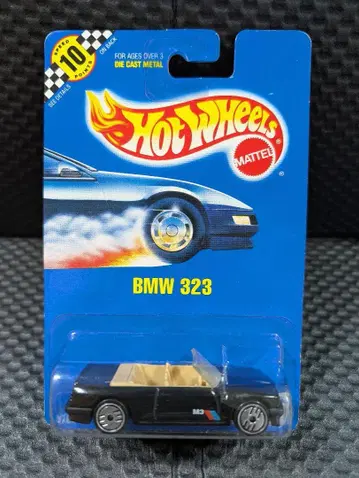 SPEED
10
POINTS
SEE DETAILS
ON BACK
FOR AGES OVER 3
DIE CAST METAL
HOT WHEELS
MATTEL
®
BMW 323
M3